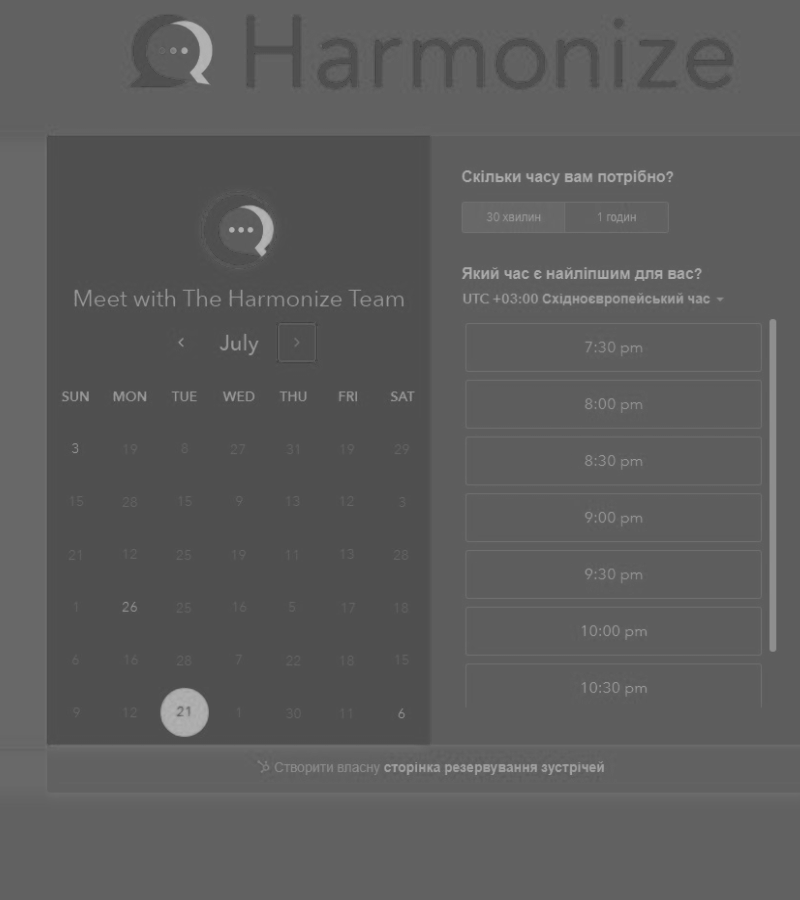 Harmonize
Meet with The Harmonize Team
July
SUN MON TUE WED THU FRI SAT
3 19 8 27 31 19 29
15 28 15 9 13 12 3
21 12 25 19 11 13 28
1 26 25 16 5 17 18
6 16 28 7 22 18 15
9 12 21 1 30 11 6
Скільки часу вам потрібно?
30 хвилин 1 годин
Який час є найліпшим для вас?
UTC +03:00 Східноєвропейський час
7:30 pm
8:00 pm
8:30 pm
9:00 pm
9:30 pm
10:00 pm
10:30 pm
Створити власну сторінка резервування зустрічей